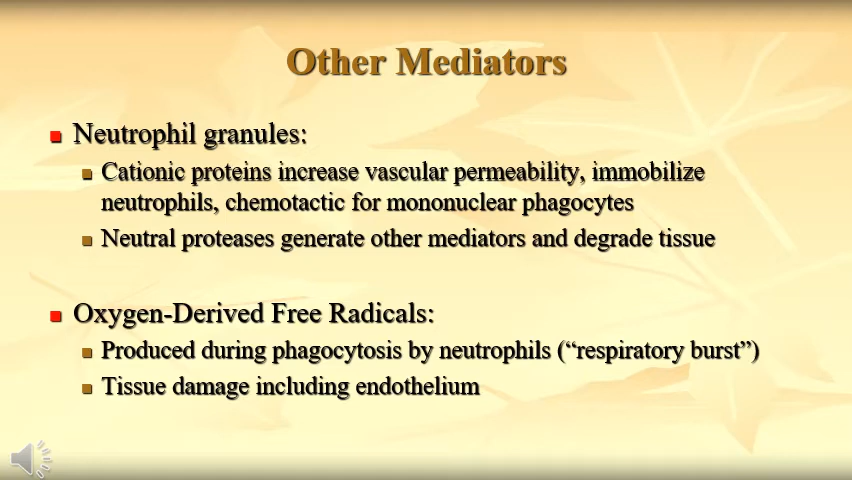 Other Mediators
Neutrophil granules:
Cationic proteins increase vascular permeability, immobilize
neutrophils, chemotactic for mononuclear phagocytes
Neutral proteases generate other mediators and degrade tissue
Oxygen-Derived Free Radicals:
Produced during phagocytosis by neutrophils (“respiratory burst”)
Tissue damage including endothelium